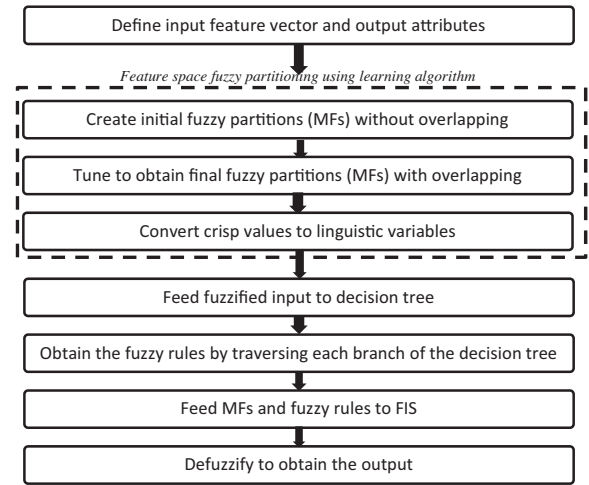 Define input feature vector and output attributes
Feature space fuzzy partitioning using learning algorithm
Create initial fuzzy partitions (MFs) without overlapping
Tune to obtain final fuzzy partitions (MFs) with overlapping
Convert crisp values to linguistic variables
Feed fuzzified input to decision tree
Obtain the fuzzy rules by traversing each branch of the decision tree
Feed MFs and fuzzy rules to FIS
Defuzzify to obtain the output